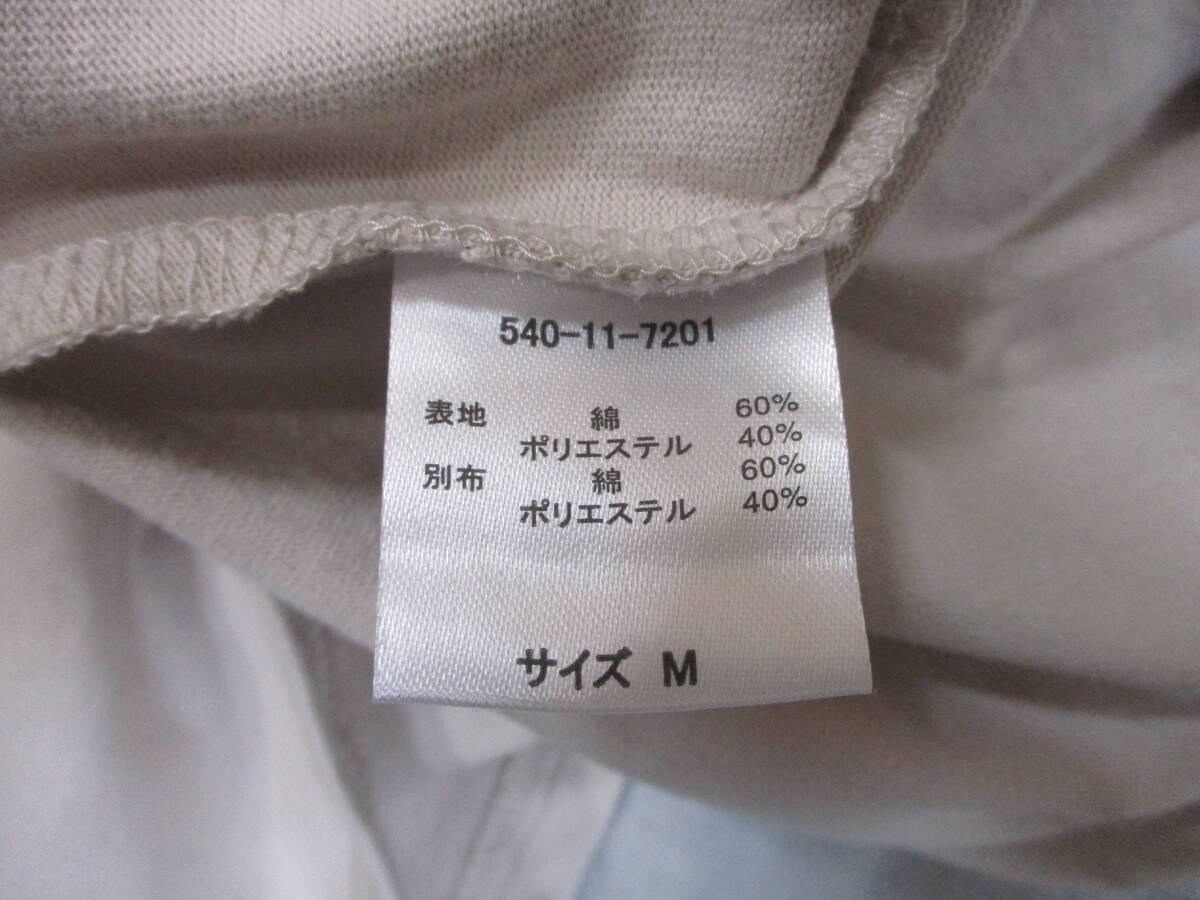 540-11-7201
表地 綿 60%
ポリエステル 40%
別布 綿 60%
ポリエステル 40%
サイズ M